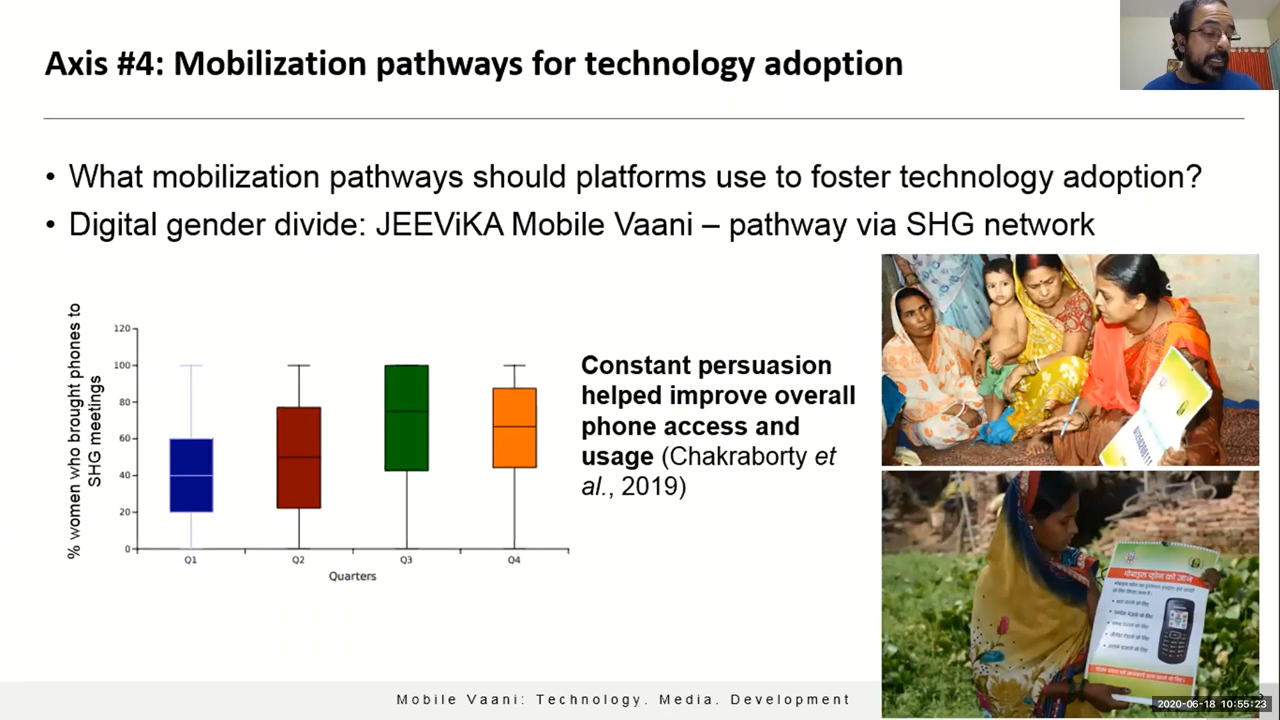 Axis #4: Mobilization pathways for technology adoption
• What mobilization pathways should platforms use to foster technology adoption?
• Digital gender divide: JEEViKA Mobile Vaani – pathway via SHG network
% women who brought phones to
SHG meetings
120
100
80
60
40
20
0
Q1 Q2 Q3 Q4
Quarters
Constant persuasion
helped improve overall
phone access and
usage (Chakraborty et
al., 2019)
मोबाइल फ़ोन को जानें
Mobile Vaani: Technology. Media. Development
2020-06-18 10:55:23